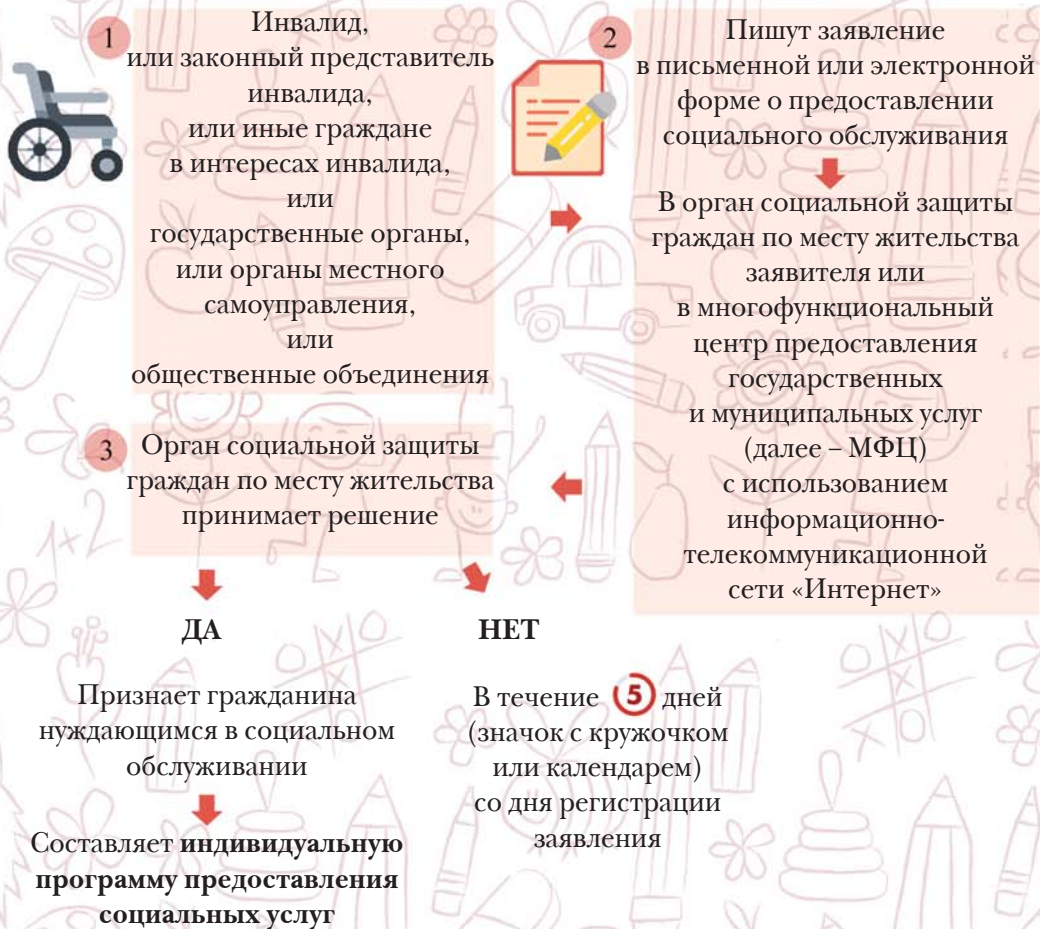 1
Инвалид,
или законный представитель
инвалида,
или иные граждане
в интересах инвалида,
или
государственные органы,
или органы местного
самоуправления,
или
общественные объединения
2
Пишут заявление
в письменной или электронной
форме о предоставлении
социального обслуживания
В орган социальной защиты
граждан по месту жительства
заявителя или
в многофункциональный
центр предоставления
государственных
и муниципальных услуг
(далее – МФЦ)
с использованием
информационно-
телекоммуникационной
сети «Интернет»
3
Орган социальной защиты
граждан по месту жительства
принимает решение
1+2
ДА
Признает гражданина
нуждающимся в социальном
обслуживании
Составляет индивидуальную
программу предоставления
социальных услуг
НЕТ
В течение 5 дней
(значок с кружочком
или календарем)
со дня регистрации
заявления